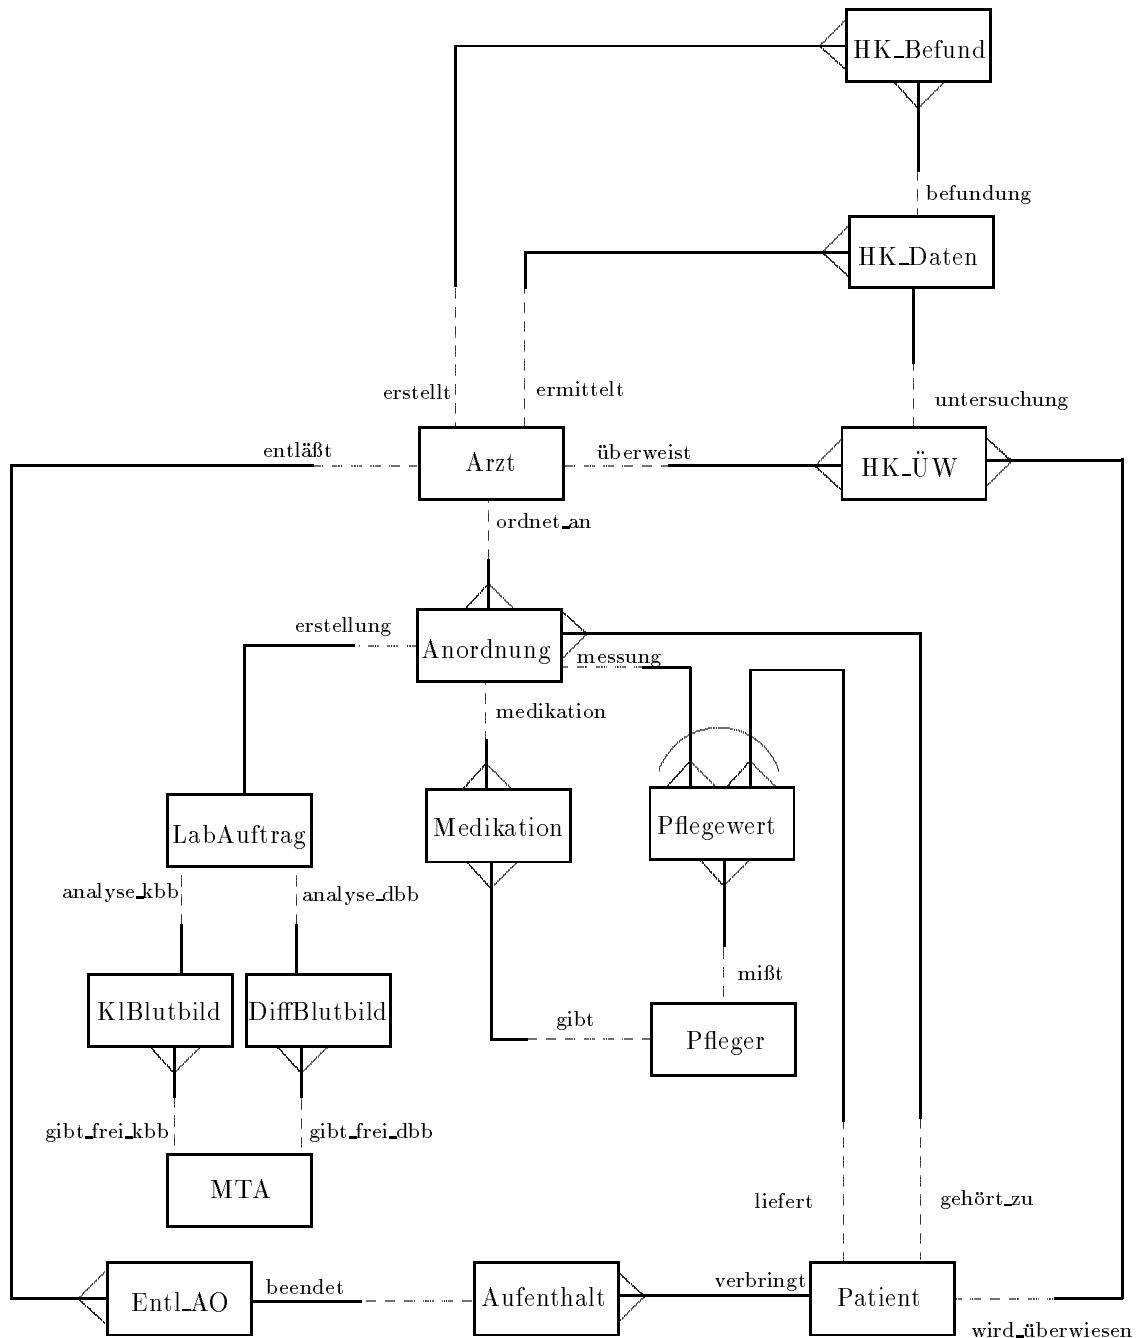 HK_Befund
befundung
HK_Daten
erstellt
ermittelt
untersuchung
entläßt
Arzt
überweist
HK_ÜW
ordnet_an
erstellung
Anordnung
messung
medikation
LabAuftrag
Medikation
Pflegewert
analyse_kbb
analyse_dbb
mißt
KlBlutbild
DiffBlutbild
gibt
Pfleger
gibt_frei_kbb
gibt_frei_dbb
MTA
liefert
gehört_zu
Entl_AO
beendet
Aufenthalt
verbringt
Patient
wird_überwiesen